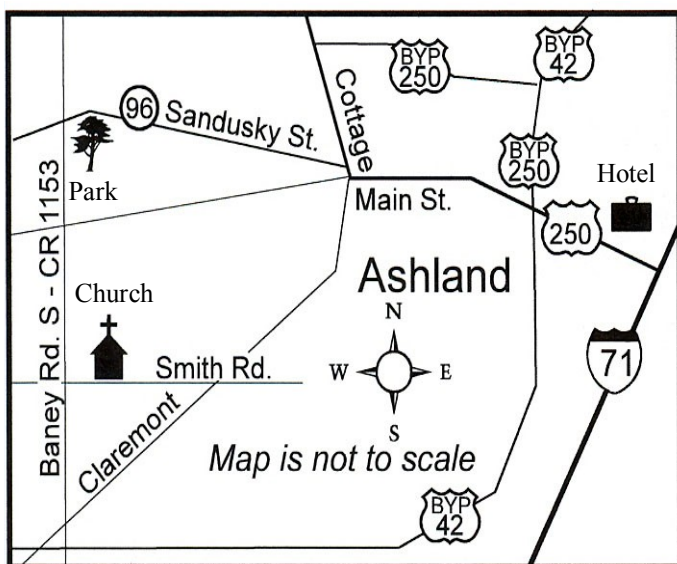 BYP
250
BYP
42
Cottage
96
Sandusky St.
BYP
250
Park
Main St.
Hotel
250
Baney Rd. S - CR 1153
Church
Ashland
N
W
E
S
71
Smith Rd.
Claremont
Map is not to scale
BYP
42